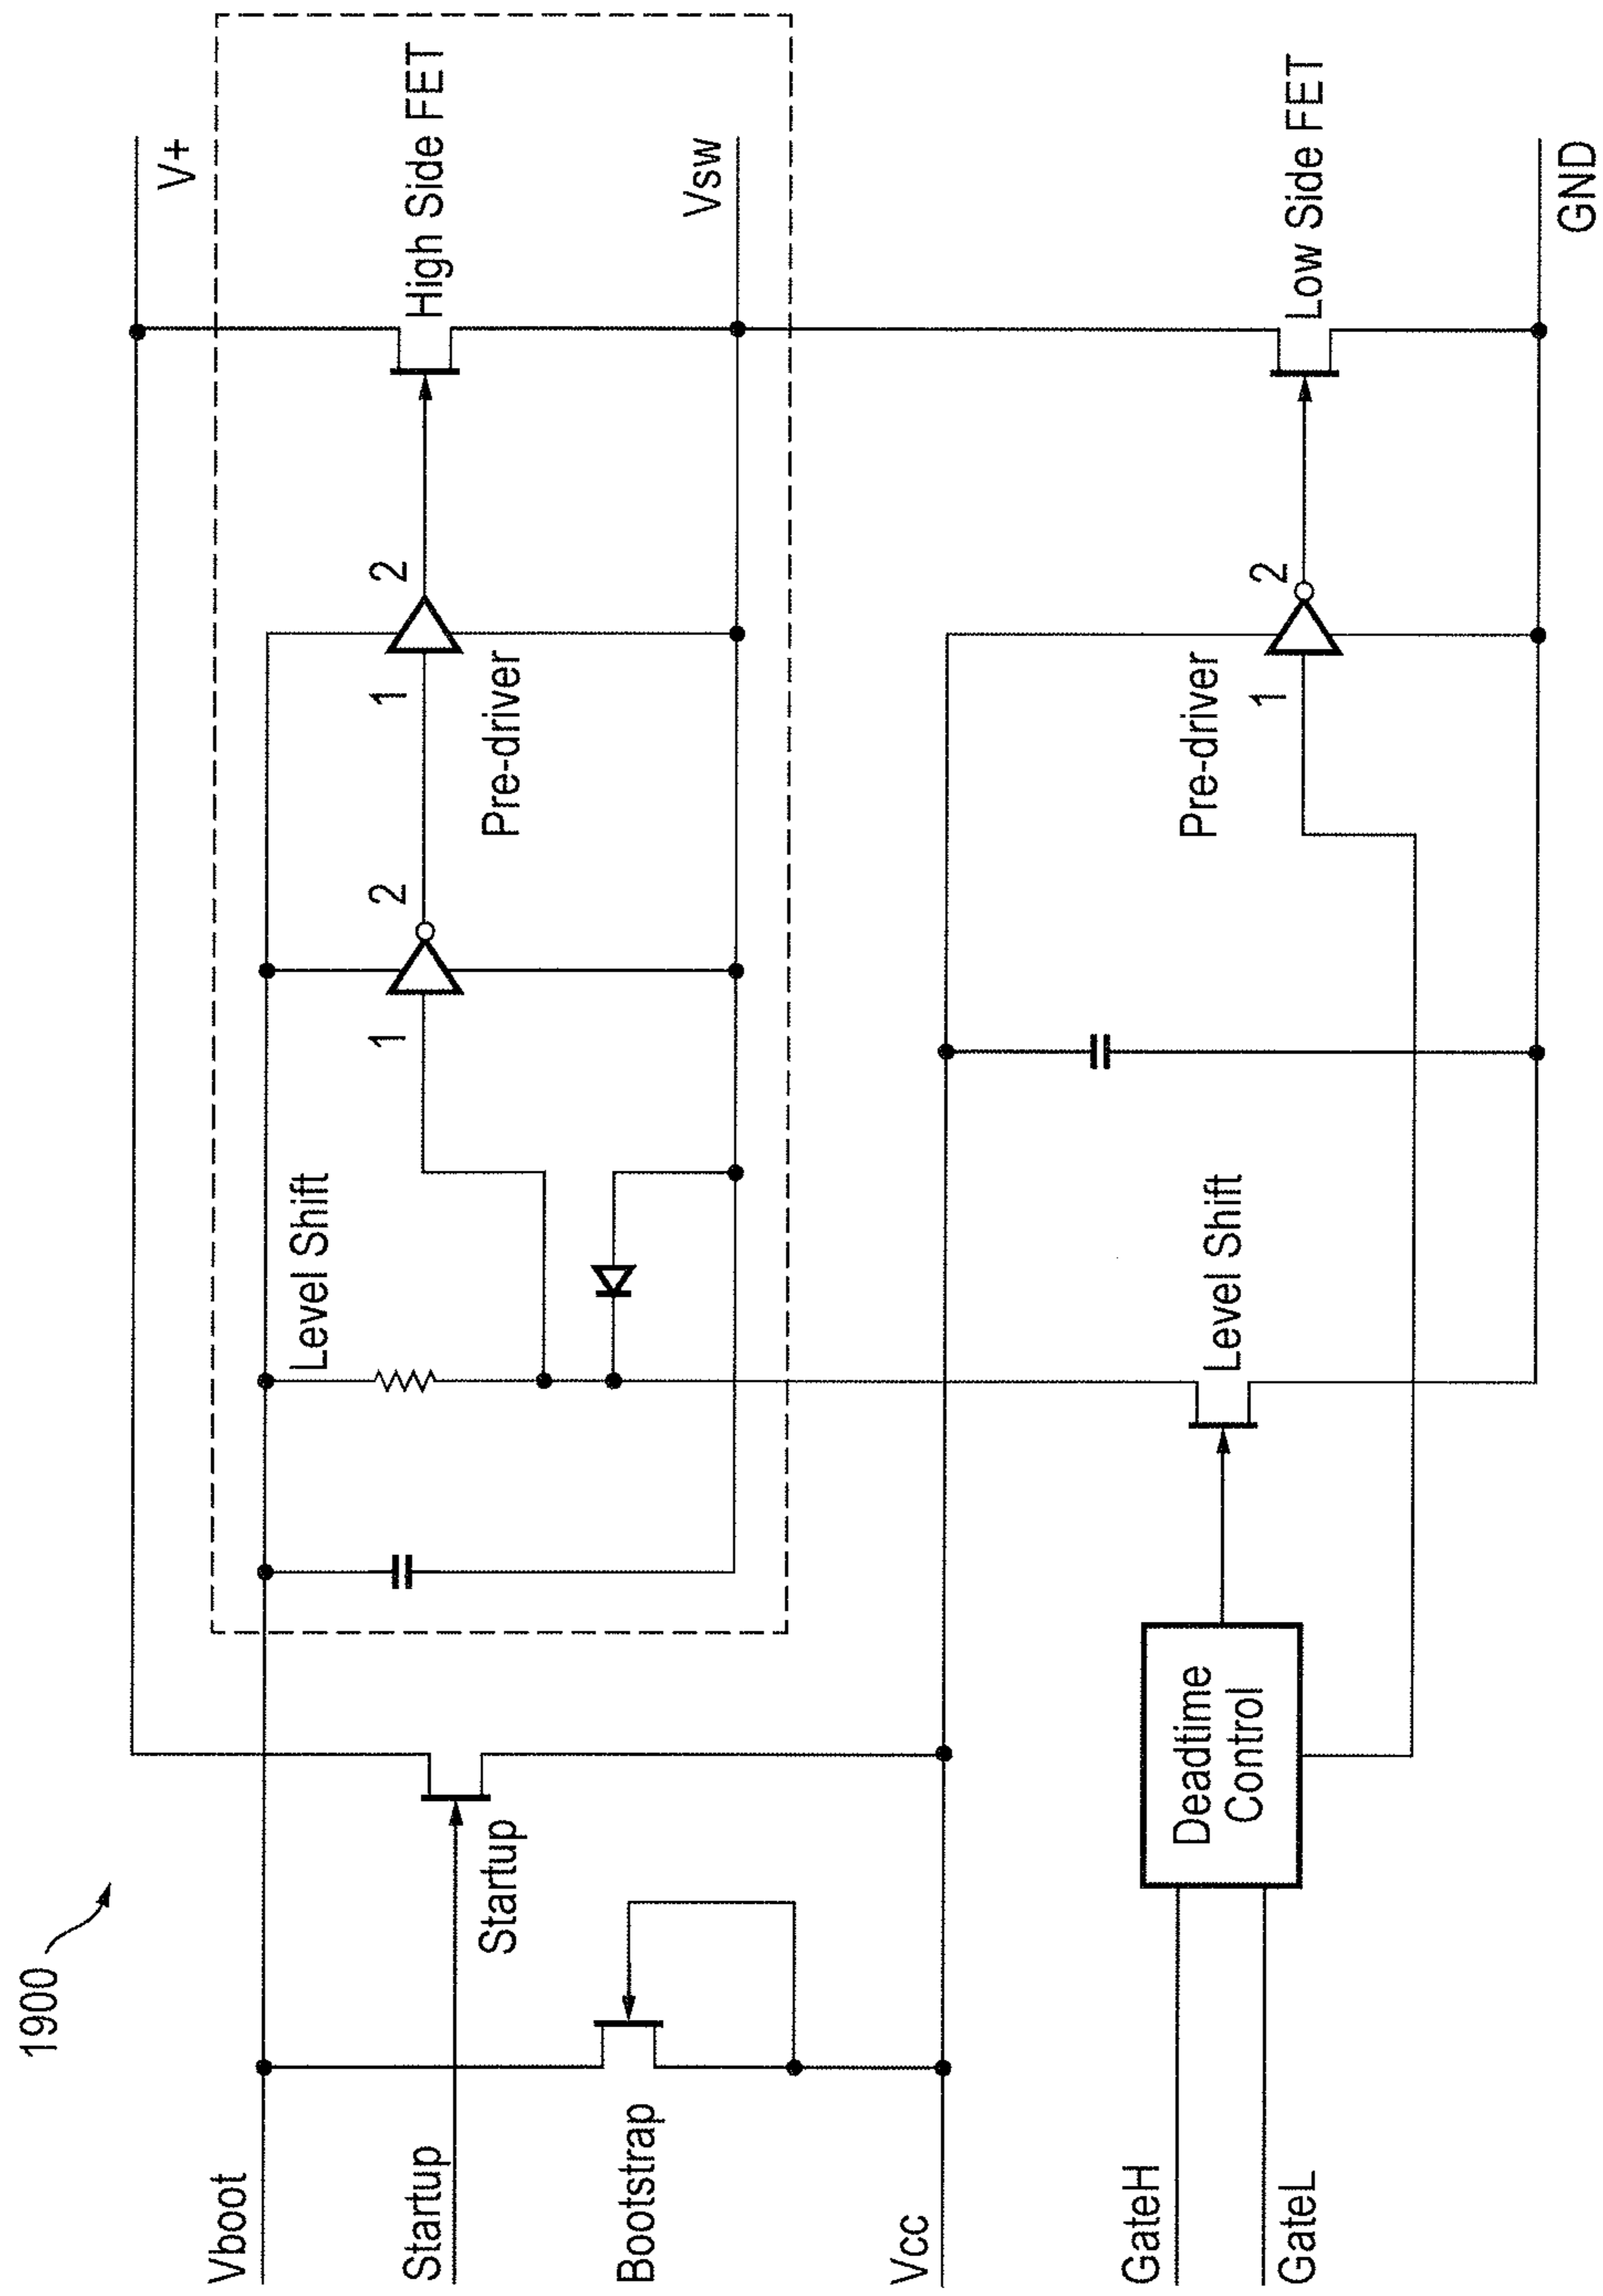 1900
V+
High Side FET
Vsw
Low Side FET
GND
2
1
Pre-driver
2
1
Level Shift
2
1
Pre-driver
Level Shift
Deadtime
Control
Startup
Vboot
Startup
Bootstrap
Vcc
GateH
GateL